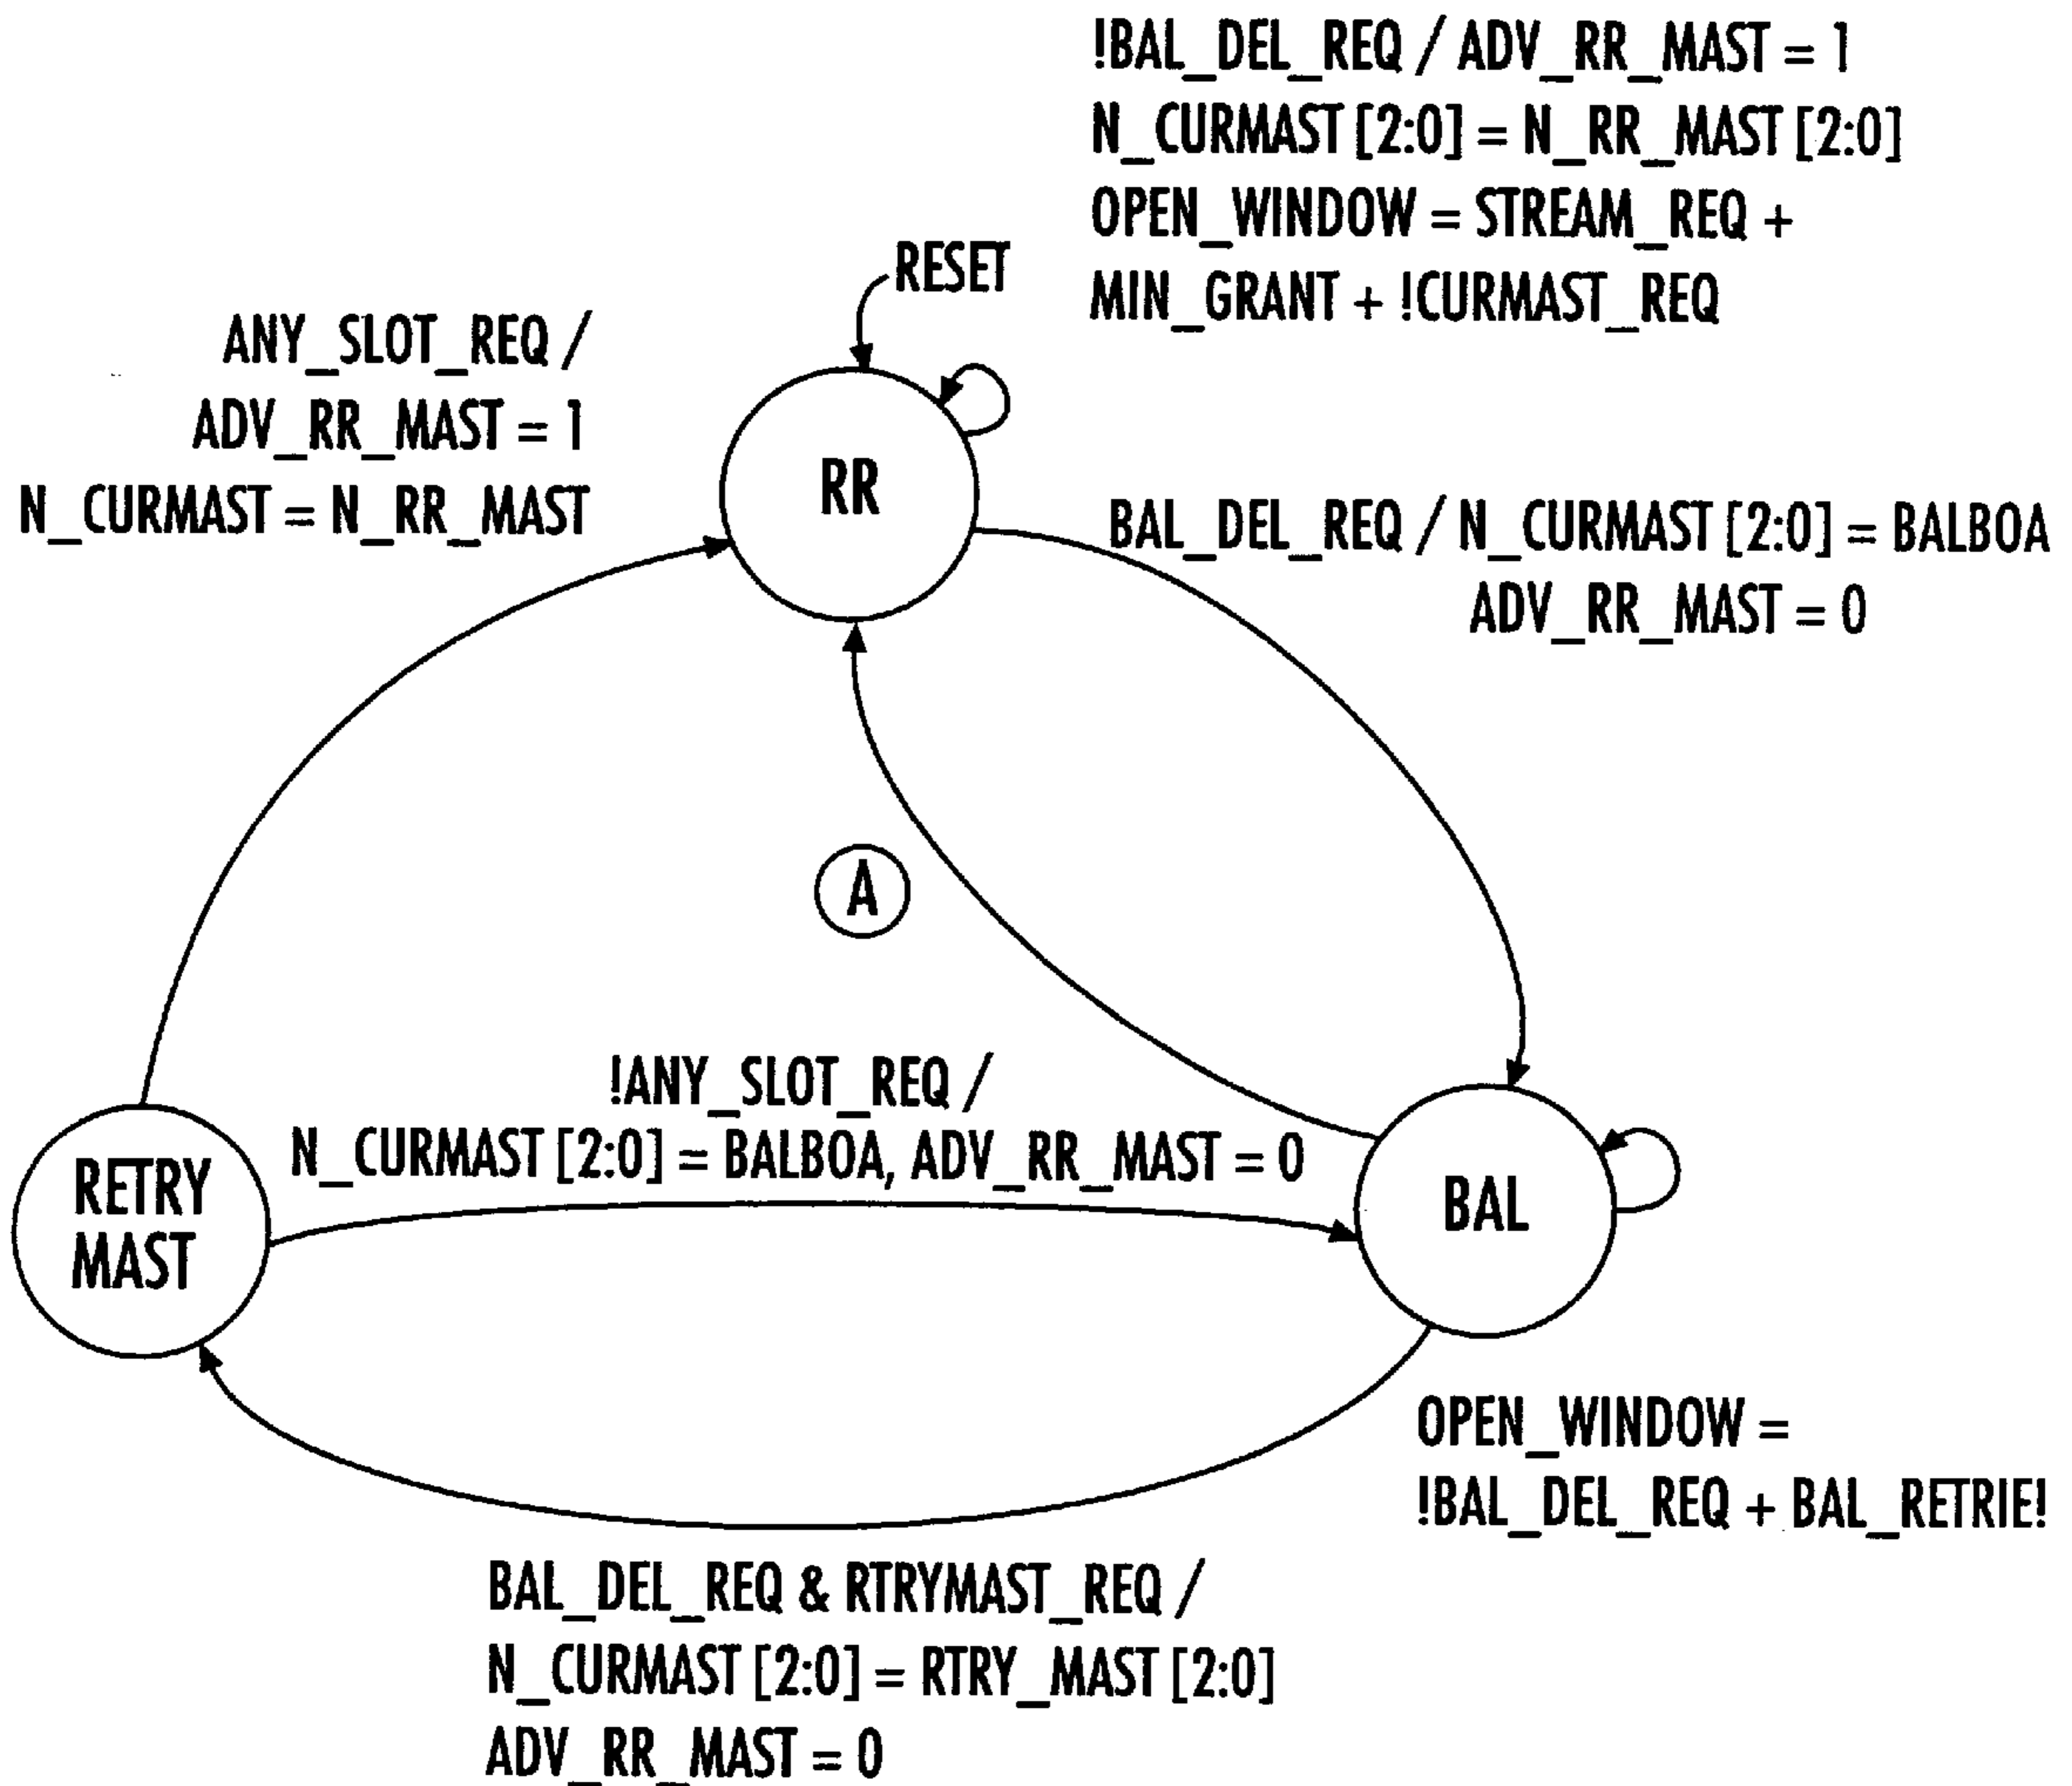 !BAL_DEL_REQ / ADV_RR_MAST = 1
N_CURMAST [2:0] = N_RR_MAST [2:0]
OPEN_WINDOW = STREAM_REQ +
MIN_GRANT + !CURMAST_REQ
RESET
ANY_SLOT_REQ /
ADV_RR_MAST = 1
N_CURMAST = N_RR_MAST
RR
BAL_DEL_REQ / N_CURMAST [2:0] = BALBOA
ADV_RR_MAST = 0
A
!ANY_SLOT_REQ /
N_CURMAST [2:0] = BALBOA, ADV_RR_MAST = 0
RETRY
MAST
BAL
OPEN_WINDOW =
!BAL_DEL_REQ + BAL_RETRIE!
BAL_DEL_REQ & RTRYMAST_REQ /
N_CURMAST [2:0] = RTRY_MAST [2:0]
ADV_RR_MAST = 0